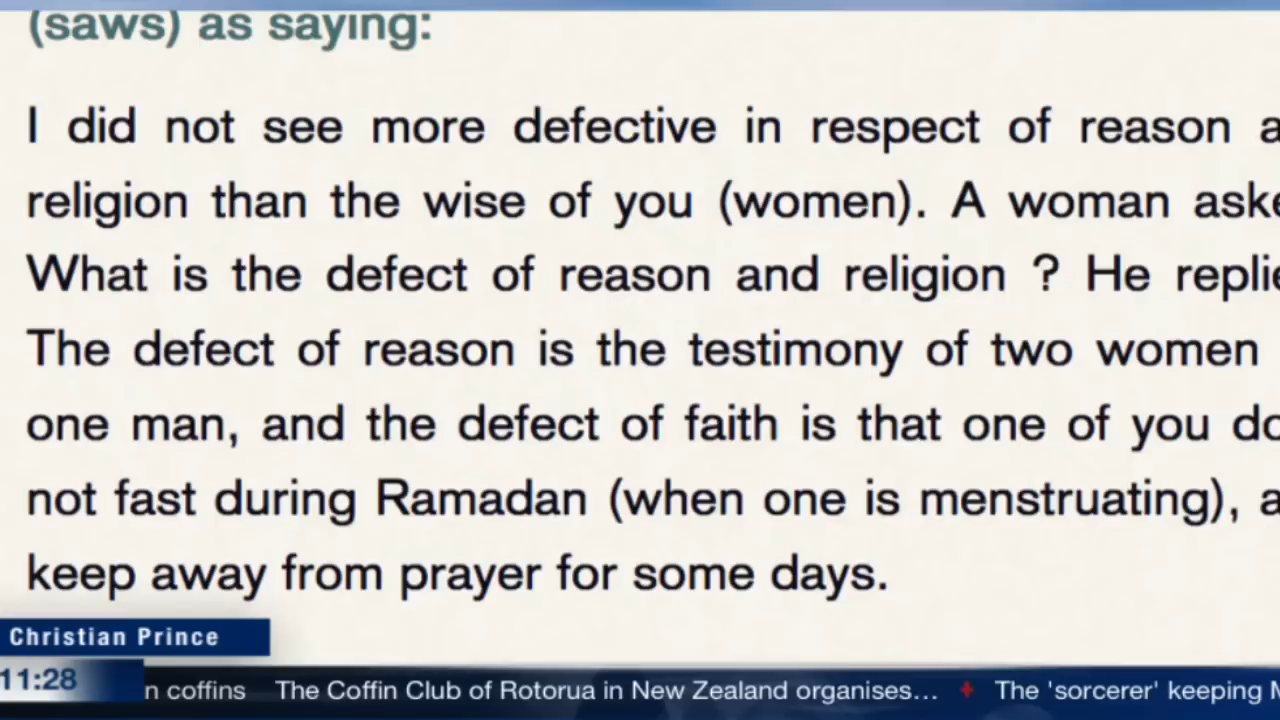 (saws) as saying:
I did not see more defective in respect of reason
religion than the wise of you (women). A woman
What is the defect of reason and religion ? He
The defect of reason is the testimony of two women
one man, and the defect of faith is that one of you
not fast during Ramadan (when one is menstruating),
keep away from prayer for some days.
Christian Prince
11:28
n coffins The Coffin Club of Rotorua in New Zealand organises... The 'sorcerer' keeping